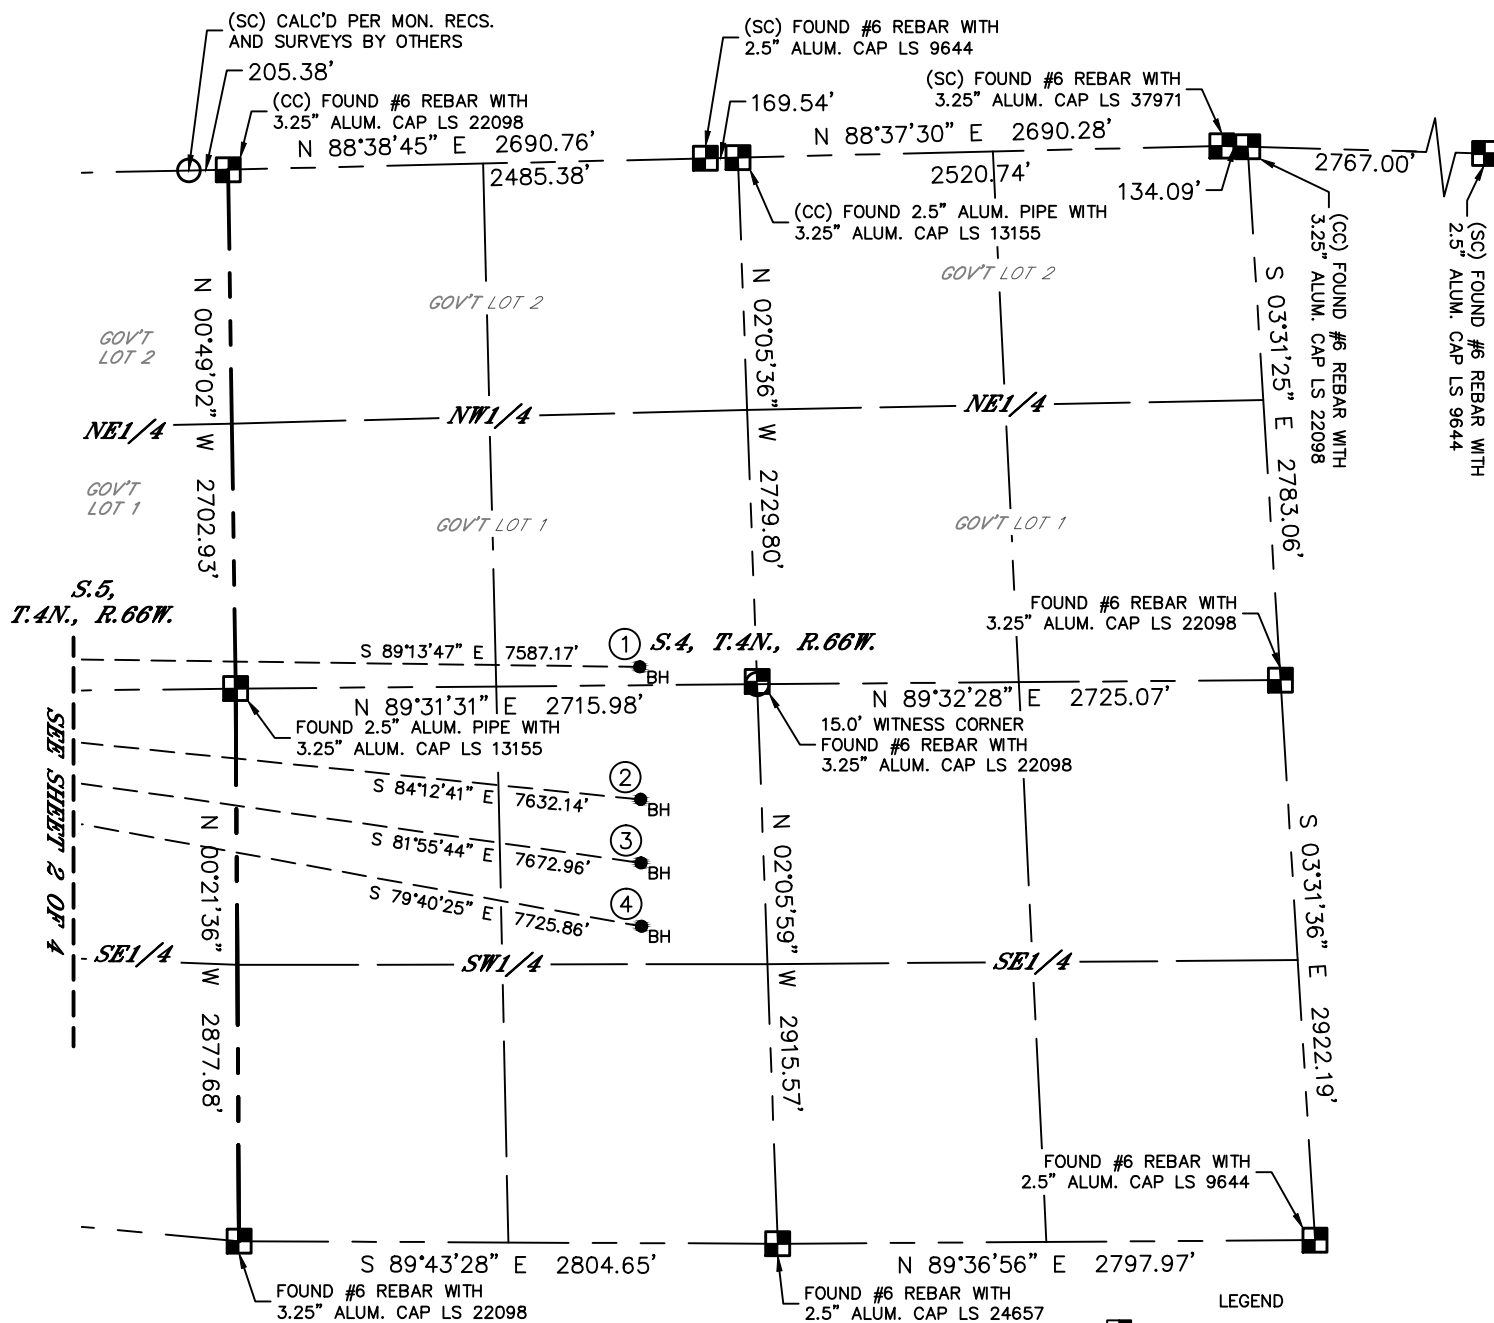 (SC) CALC'D PER MON. RECS.
AND SURVEYS BY OTHERS
205.38'
(CC) FOUND #6 REBAR WITH
3.25" ALUM. CAP LS 22098
N 88°38'45" E 2690.76'
2485.38'
(SC) FOUND #6 REBAR WITH
2.5" ALUM. CAP LS 9644
169.54'
(SC) FOUND #6 REBAR WITH
3.25" ALUM. CAP LS 37971
N 88°37'30" E 2690.28'
2520.74'
134.09'
2767.00'
(CC) FOUND 2.5" ALUM. PIPE WITH
3.25" ALUM. CAP LS 13155
(CC) FOUND #6 REBAR WITH
3.25" ALUM. CAP LS 22098
(SC) FOUND #6 REBAR WITH
2.5" ALUM. CAP LS 9644
GOV'T LOT 2
GOV'T LOT 2
GOV'T
LOT 2
N 00°49'02" W 2702.93'
N 02°05'36" W 2729.80'
S 03°31'25" E 2783.06'
NE1/4
NW1/4
NE1/4
GOV'T
LOT 1
GOV'T LOT 1
GOV'T LOT 1
S.5,
T.4N., R.66W.
FOUND #6 REBAR WITH
3.25" ALUM. CAP LS 22098
S 89°13'47" E 7587.17'
1
BH
S.4, T.4N., R.66W.
N 89°31'31" E 2715.98'
N 89°32'28" E 2725.07'
FOUND 2.5" ALUM. PIPE WITH
3.25" ALUM. CAP LS 13155
15.0' WITNESS CORNER
FOUND #6 REBAR WITH
3.25" ALUM. CAP LS 22098
SEE SHEET 2 OF 4
S 84°12'41" E 7632.14'
2
BH
S 81°55'44" E 7672.96'
3
BH
S 79°40'25" E 7725.86'
4
BH
N 00°21'36" W 2877.68'
N 02°05'59" W 2915.57'
S 03°31'36" E 2922.19'
SE1/4
SW1/4
SE1/4
FOUND #6 REBAR WITH
2.5" ALUM. CAP LS 9644
S 89°43'28" E 2804.65'
N 89°36'56" E 2797.97'
FOUND #6 REBAR WITH
3.25" ALUM. CAP LS 22098
FOUND #6 REBAR WITH
2.5" ALUM. CAP LS 24657
LEGEND